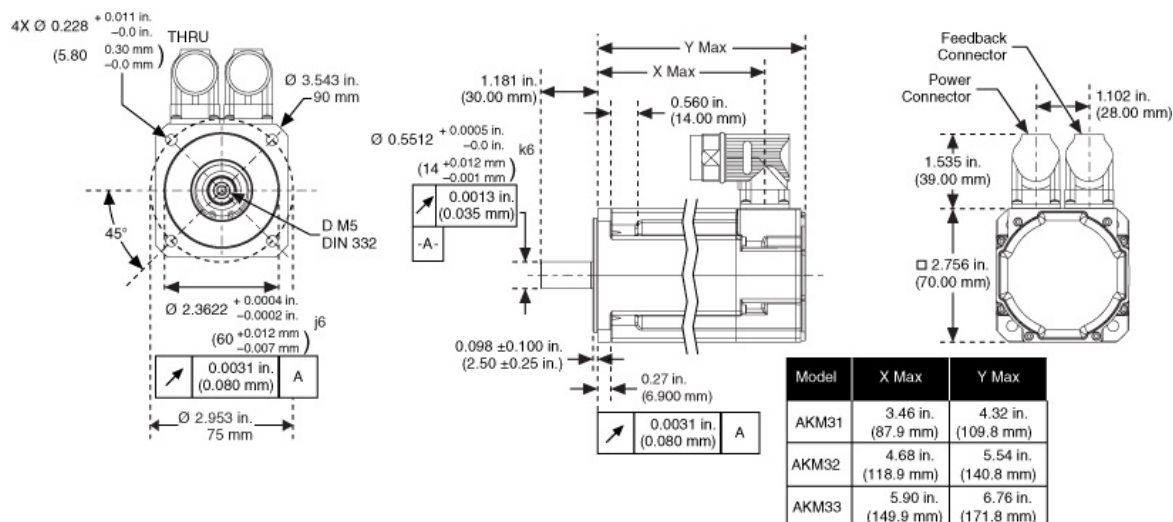 4X Ø 0.228 + 0.011 in.
−0.0 in.
THRU
(5.80 0.30 mm
−0.0 mm)
Ø 3.543 in.
90 mm
45°
D M5
DIN 332
Ø 2.3622 + 0.0004 in.
−0.0002 in.
(60 +0.012 mm
−0.007 mm) j6
0.0031 in.
(0.080 mm)
A
Ø 2.953 in.
75 mm
Y Max
X Max
1.181 in.
(30.00 mm)
0.560 in.
(14.00 mm)
Ø 0.5512 + 0.0005 in.
−0.0 in.
(14 +0.012 mm
−0.001 mm) k6
0.0013 in.
(0.035 mm)
-A-
0.098 ±0.100 in.
(2.50 ±0.25 in.)
0.27 in.
(6.900 mm)
0.0031 in.
(0.080 mm)
A
Feedback
Connector
Power
Connector
1.102 in.
(28.00 mm)
1.535 in.
(39.00 mm)
□ 2.756 in.
(70.00 mm)
Model X Max Y Max
AKM31 3.46 in. 4.32 in.
(87.9 mm) (109.8 mm)
AKM32 4.68 in. 5.54 in.
(118.9 mm) (140.8 mm)
AKM33 5.90 in. 6.76 in.
(149.9 mm) (171.8 mm)